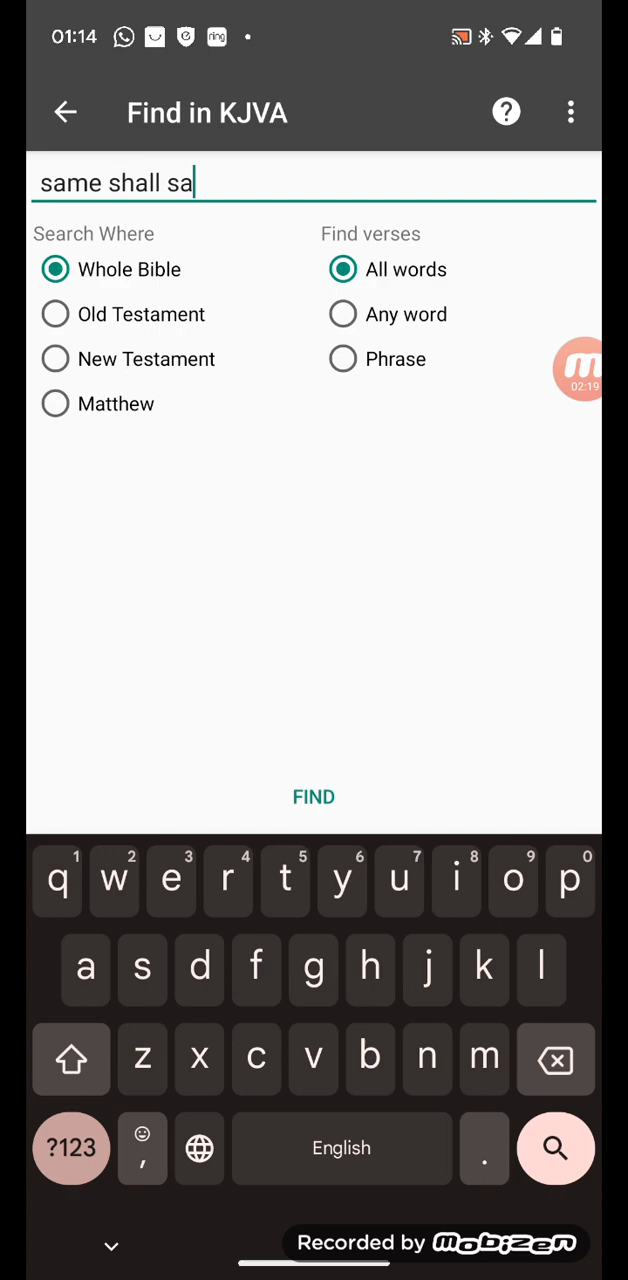 01:14 ring
Find in KJVA ?
same shall sa
Search Where Find verses
Whole Bible All words
Old Testament Any word
New Testament Phrase
m
02:19
Matthew
FIND
1 2 3 4 5 6 7 8 9 0
q w e r t y u i o p
a s d f g h j k l
z x c v b n m
?123 , English .
Recorded by mobizen